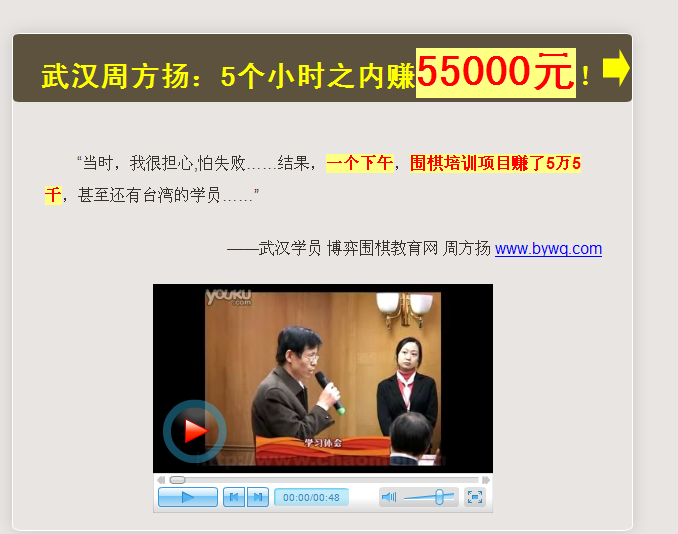 武汉周方扬：5个小时之内赚55000元！
“当时，我很担心,怕失败……结果，一个下午，围棋培训项目赚了5万5
千，甚至还有台湾的学员……”
——武汉学员 博弈围棋教育网 周方扬 www.bywq.com
YOUKU
.com
学习体会
00:00/00:48